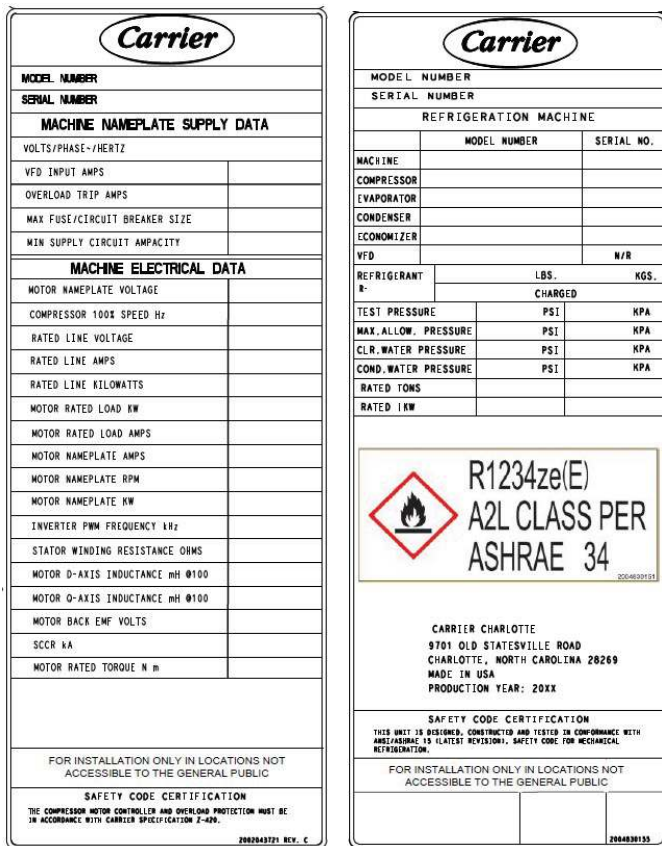 Carrier
MODEL NUMBER
SERIAL NUMBER
MACHINE NAMEPLATE SUPPLY DATA
VOLTS/PHASE~/HERTZ
VFD INPUT AMPS
OVERLOAD TRIP AMPS
MAX FUSE/CIRCUIT BREAKER SIZE
MIN SUPPLY CIRCUIT AMPACITY
MACHINE ELECTRICAL DATA
MOTOR NAMEPLATE VOLTAGE
COMPRESSOR 100% SPEED Hz
RATED LINE VOLTAGE
RATED LINE AMPS
RATED LINE KILOWATTS
MOTOR RATED LOAD KW
MOTOR RATED LOAD AMPS
MOTOR NAMEPLATE AMPS
MOTOR NAMEPLATE RPM
MOTOR NAMEPLATE KW
INVERTER PWM FREQUENCY kHz
STATOR WINDING RESISTANCE OHMS
MOTOR D-AXIS INDUCTANCE mH @100
MOTOR Q-AXIS INDUCTANCE mH @100
MOTOR BACK EMF VOLTS
SCCR kA
MOTOR RATED TORQUE N m
FOR INSTALLATION ONLY IN LOCATIONS NOT
ACCESSIBLE TO THE GENERAL PUBLIC
SAFETY CODE CERTIFICATION
THE COMPRESSOR MOTOR CONTROLLER AND OVERLOAD PROTECTION MUST BE
IN ACCORDANCE WITH CARRIER SPECIFICATION Z-420.
2002043721 REV. C
Carrier
MODEL NUMBER
SERIAL NUMBER
REFRIGERATION MACHINE
MODEL NUMBER SERIAL NO.
MACHINE
COMPRESSOR
EVAPORATOR
CONDENSER
ECONOMIZER
VFD N/R
REFRIGERANT LBS. KGS.
R- CHARGED
TEST PRESSURE PSI KPA
MAX.ALLOW. PRESSURE PSI KPA
CLR.WATER PRESSURE PSI KPA
COND.WATER PRESSURE PSI KPA
RATED TONS
RATED IKW
R1234ze(E)
A2L CLASS PER
ASHRAE 34
2004690151
CARRIER CHARLOTTE
9701 OLD STATESVILLE ROAD
CHARLOTTE, NORTH CAROLINA 28269
MADE IN USA
PRODUCTION YEAR: 20XX
SAFETY CODE CERTIFICATION
THIS UNIT IS DESIGNED, CONSTRUCTED AND TESTED IN CONFORMANCE WITH
ANSI/ASHRAE 15 (LATEST REVISION), SAFETY CODE FOR MECHANICAL
REFRIGERATION.
FOR INSTALLATION ONLY IN LOCATIONS NOT
ACCESSIBLE TO THE GENERAL PUBLIC
2004830155